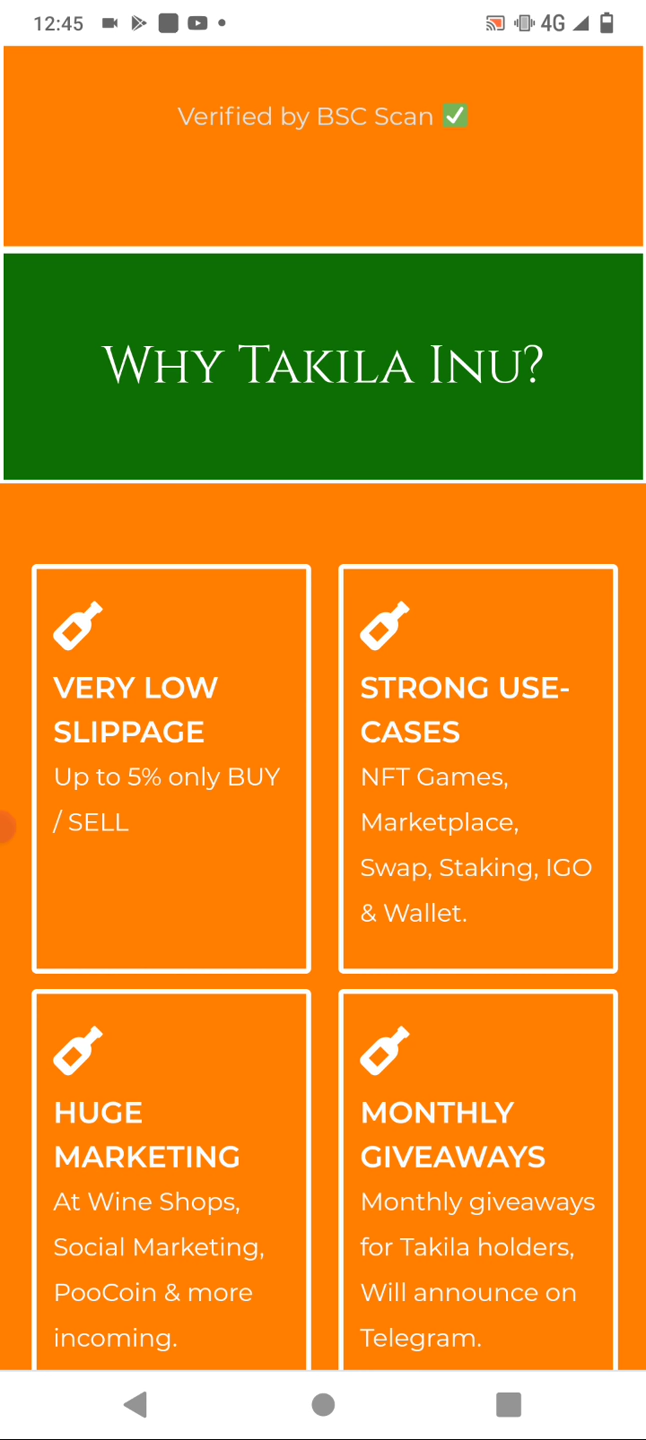 12:45
4G
Verified by BSC Scan ✅
WHY TAKILA INU?
VERY LOW
SLIPPAGE
Up to 5% only BUY
/ SELL
STRONG USE-
CASES
NFT Games,
Marketplace,
Swap, Staking, IGO
& Wallet.
HUGE
MARKETING
At Wine Shops,
Social Marketing,
PooCoin & more
incoming.
MONTHLY
GIVEAWAYS
Monthly giveaways
for Takila holders,
Will announce on
Telegram.